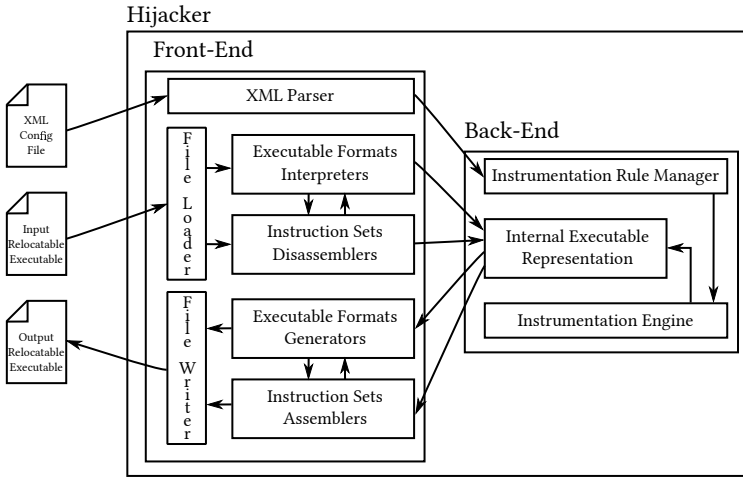 Hijacker
Front-End
XML Parser
XML
Config
File
Back-End
File Loader
Executable Formats
Interpreters
Instrumentation Rule Manager
Input
Relocatable
Executable
Instruction Sets
Disassemblers
Internal Executable
Representation
File Writer
Executable Formats
Generators
Instrumentation Engine
Output
Relocatable
Executable
Instruction Sets
Assemblers